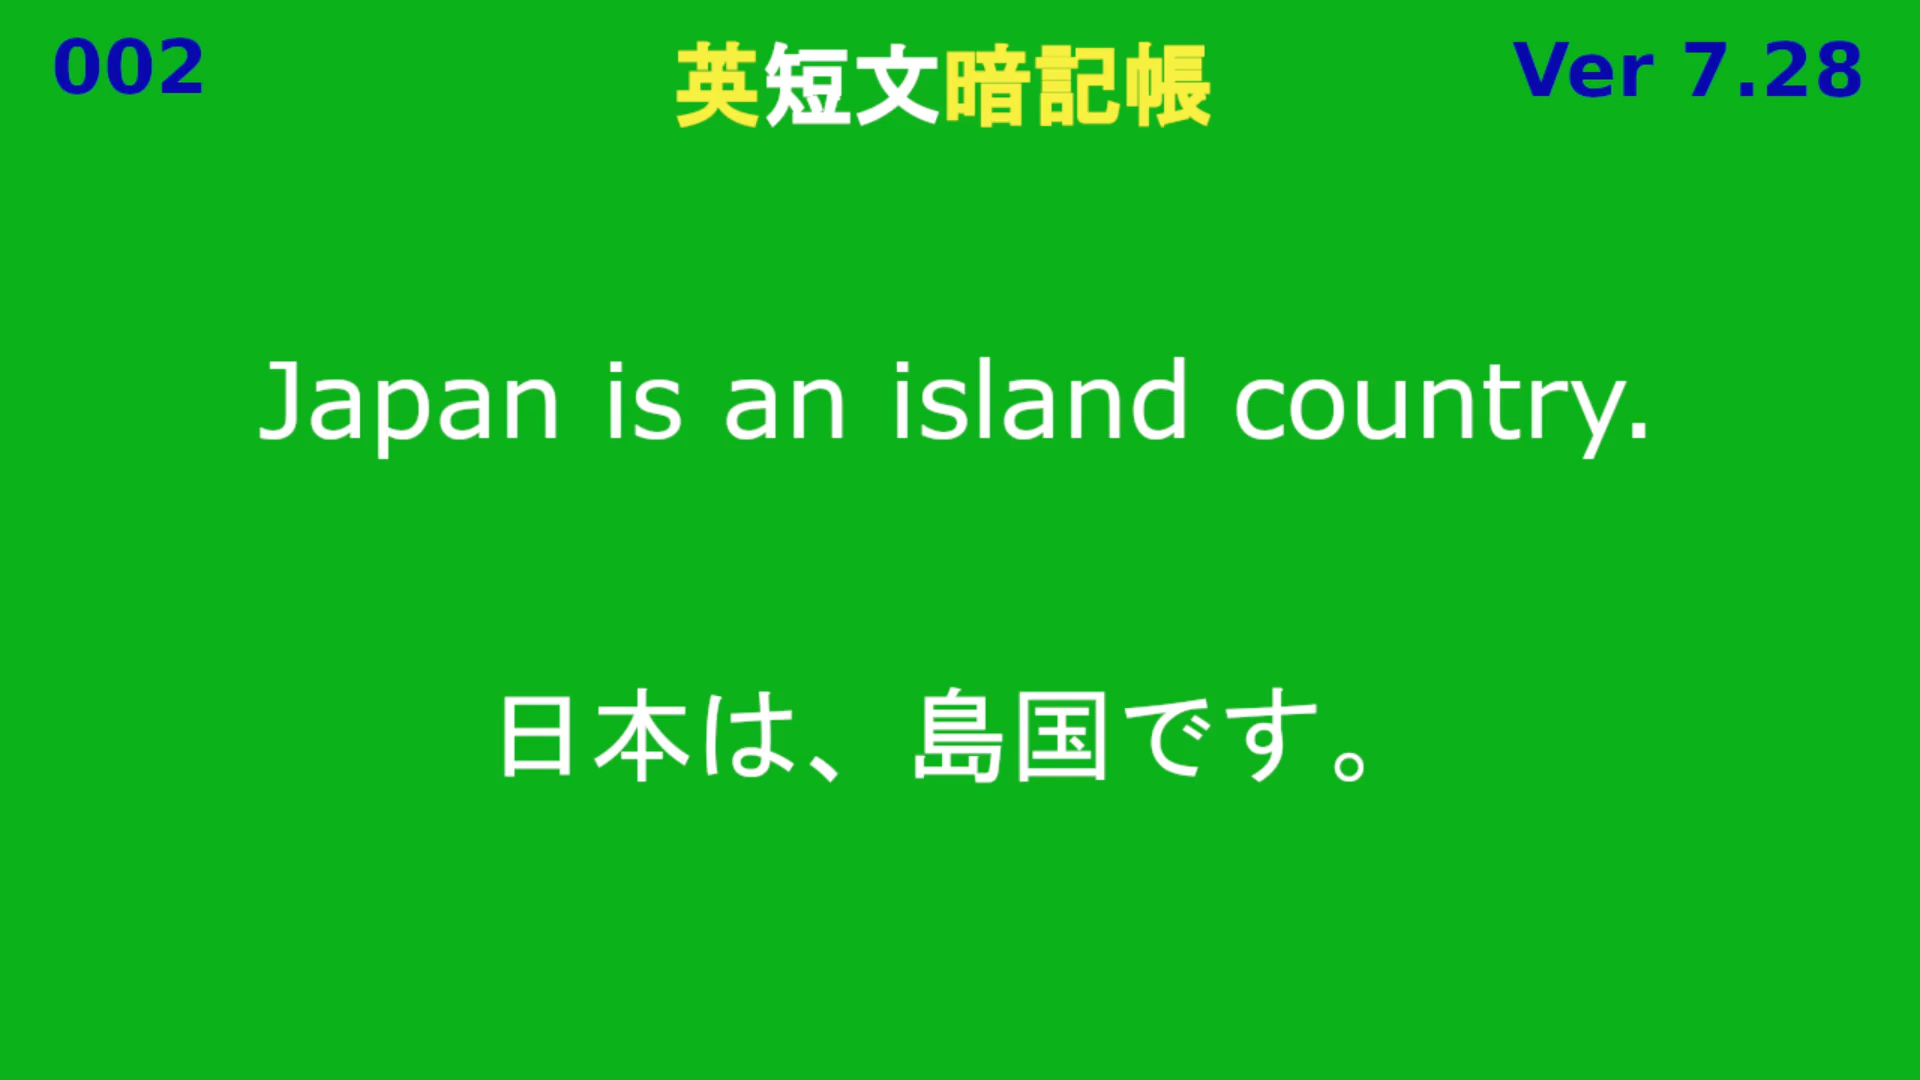 002
英短文暗記帳
Ver 7.28
Japan is an island country.
日本は、島国です。